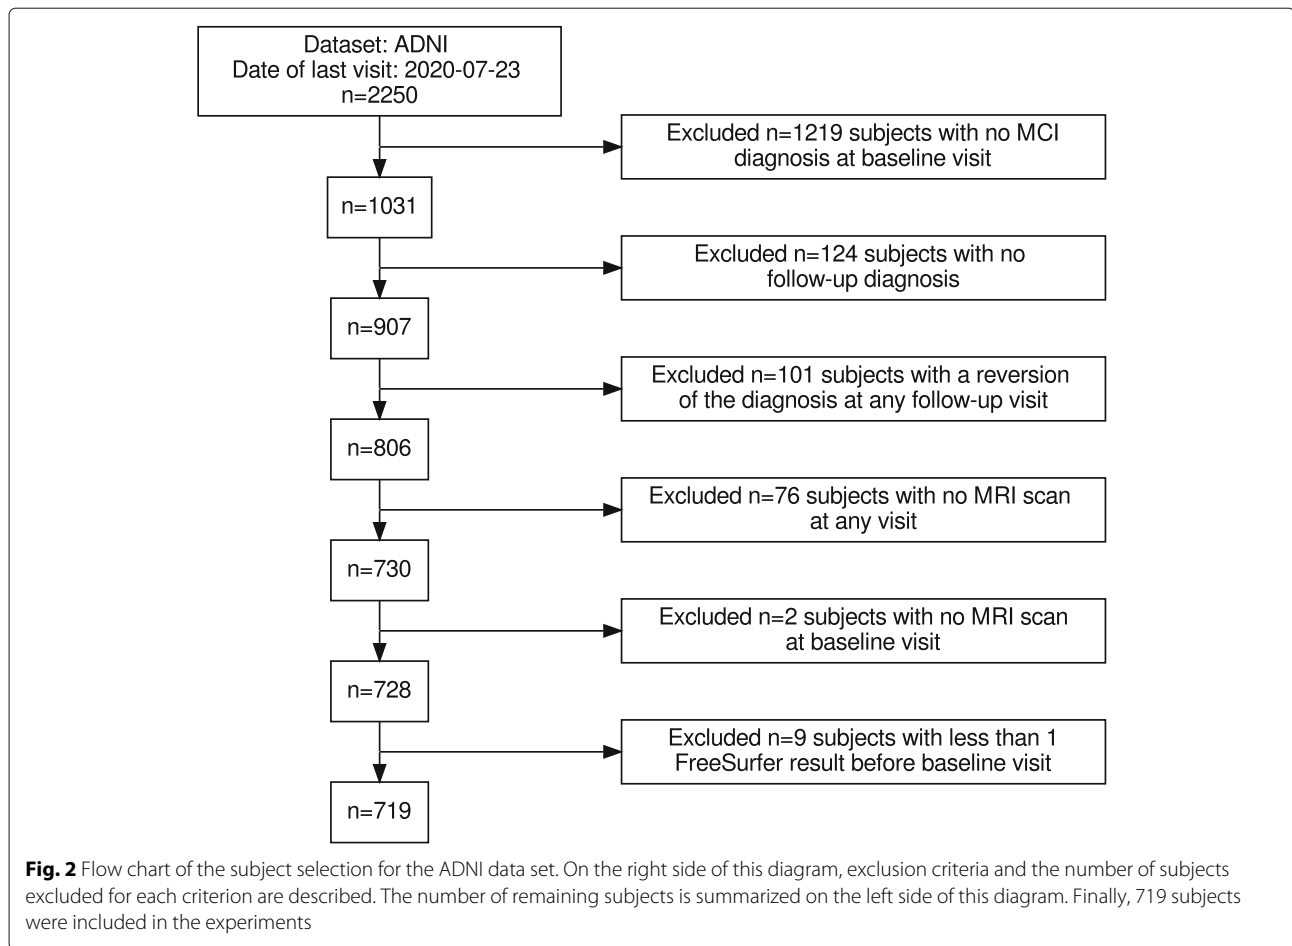 Dataset: ADNI
Date of last visit: 2020-07-23
n=2250
Excluded n=1219 subjects with no MCI
diagnosis at baseline visit
n=1031
Excluded n=124 subjects with no
follow-up diagnosis
n=907
Excluded n=101 subjects with a reversion
of the diagnosis at any follow-up visit
n=806
Excluded n=76 subjects with no MRI scan
at any visit
n=730
Excluded n=2 subjects with no MRI scan
at baseline visit
n=728
Excluded n=9 subjects with less than 1
FreeSurfer result before baseline visit
n=719
Fig. 2 Flow chart of the subject selection for the ADNI data set. On the right side of this diagram, exclusion criteria and the number of subjects
excluded for each criterion are described. The number of remaining subjects is summarized on the left side of this diagram. Finally, 719 subjects
were included in the experiments